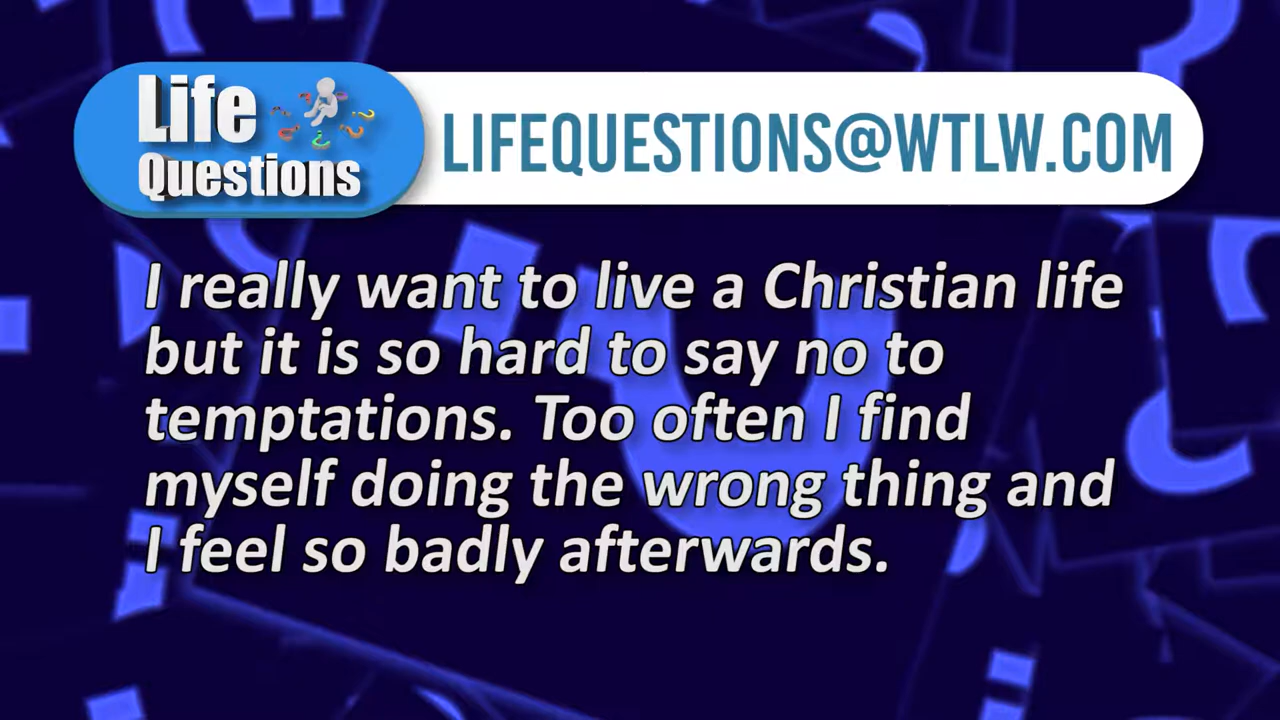 Life
Questions
LIFEQUESTIONS@WTLW.COM
I really want to live a Christian life
but it is so hard to say no to
temptations. Too often I find
myself doing the wrong thing and
I feel so badly afterwards.